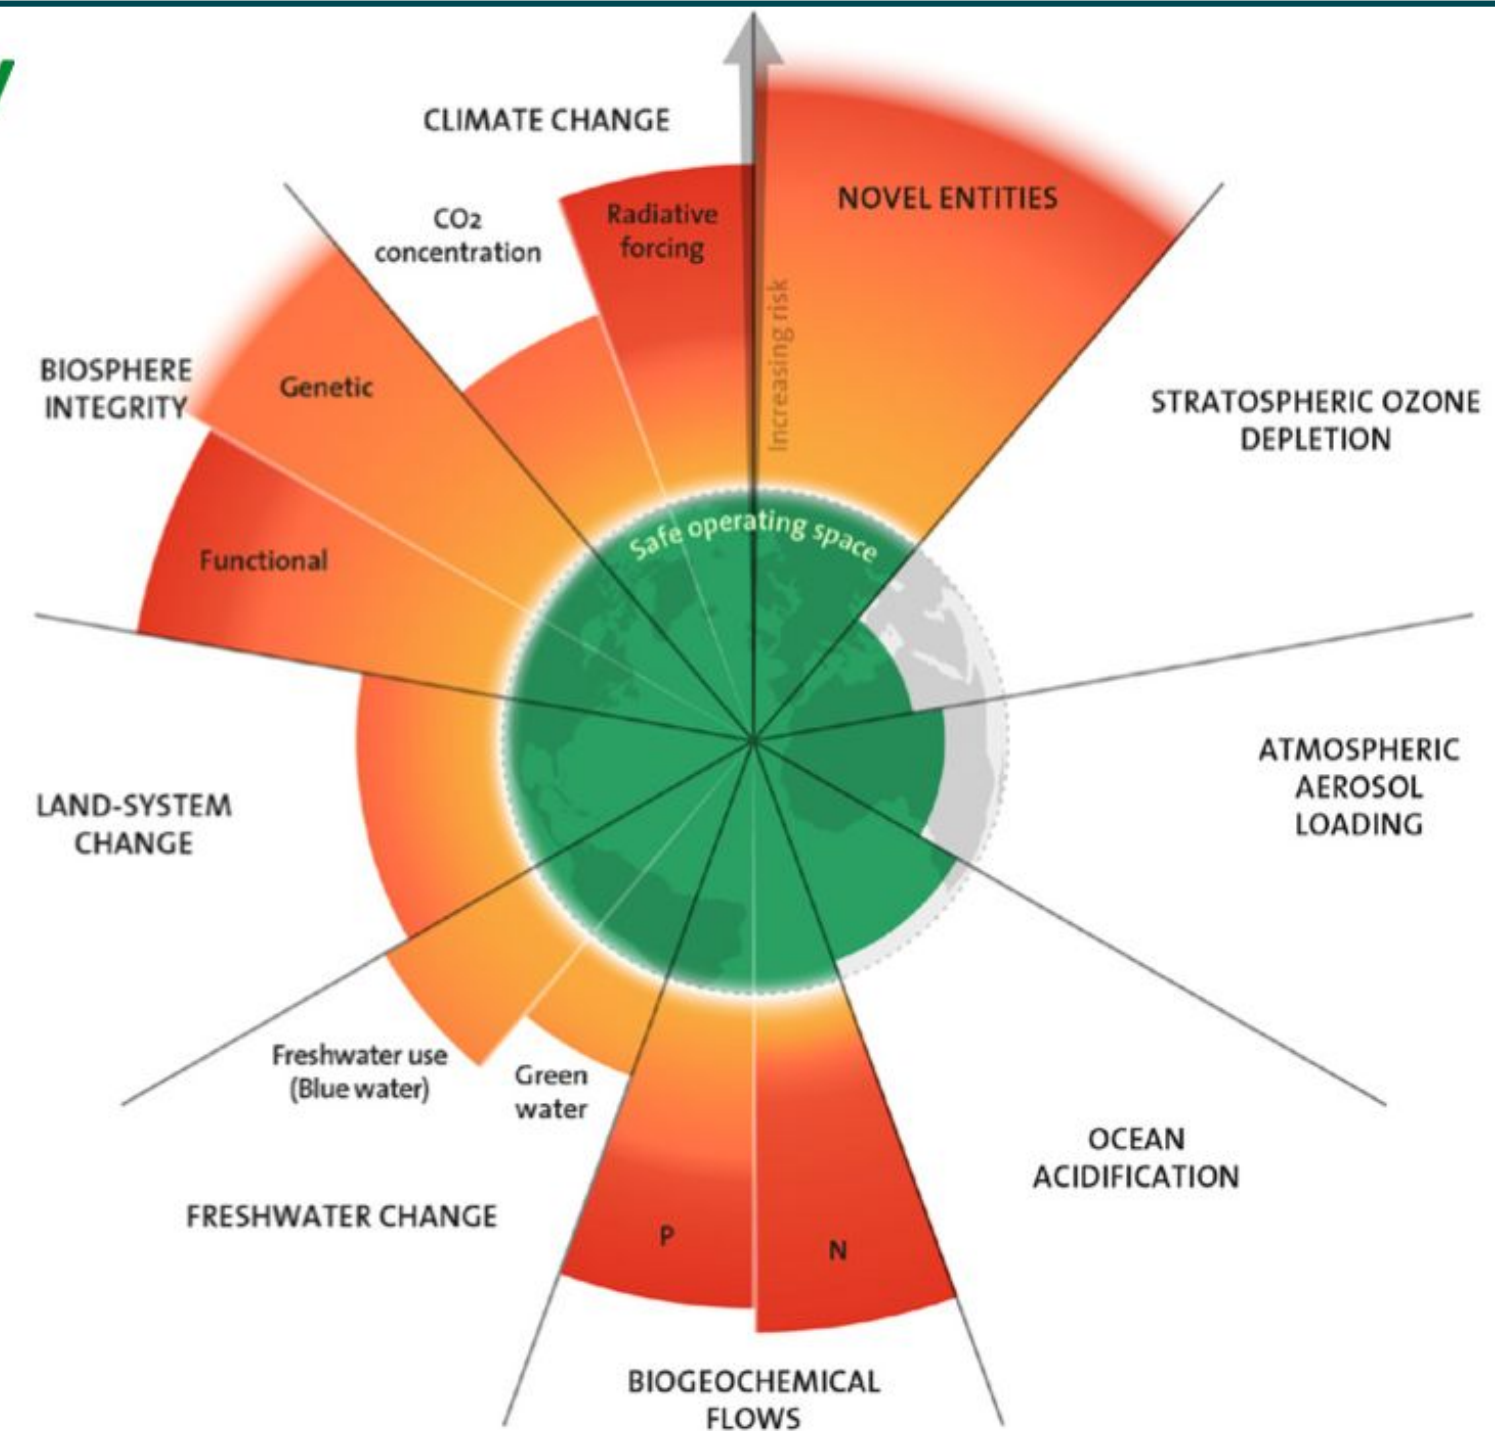 CLIMATE CHANGE
CO2
concentration
Radiative
forcing
NOVEL ENTITIES
Increasing risk
BIOSPHERE
INTEGRITY
Genetic
Functional
STRATOSPHERIC OZONE
DEPLETION
Safe operating space
ATMOSPHERIC
AEROSOL
LOADING
LAND-SYSTEM
CHANGE
Freshwater use
(Blue water)
Green
water
OCEAN
ACIDIFICATION
FRESHWATER CHANGE
P
N
BIOGEOCHEMICAL
FLOWS